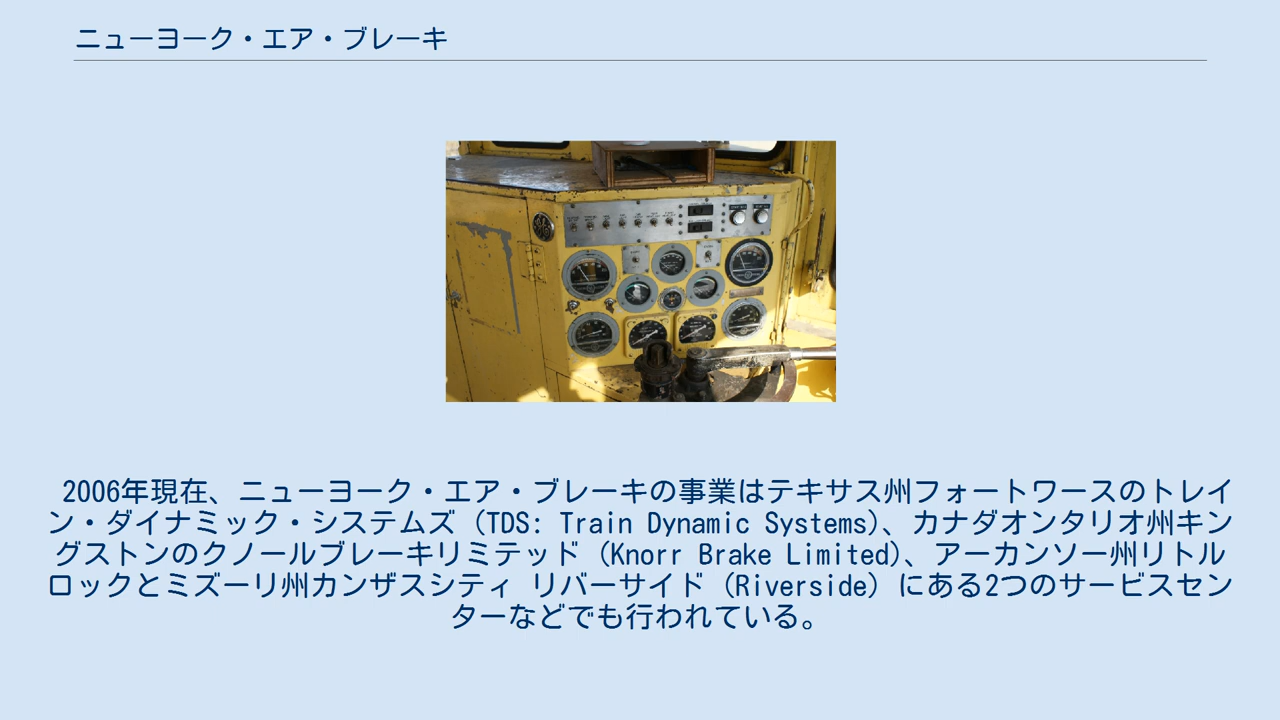 ニューヨーク・エア・ブレーキ
2006年現在、ニューヨーク・エア・ブレーキの事業はテキサス州フォートワースのトレイ
ン・ダイナミック・システムズ (TDS: Train Dynamic Systems)、カナダオンタリオ州キン
グストンのクノールブレーキリミテッド (Knorr Brake Limited)、アーカンソー州リトル
ロックとミズーリ州カンザスシティ リバーサイド (Riverside) にある2つのサービスセン
ターなどでも行われている。